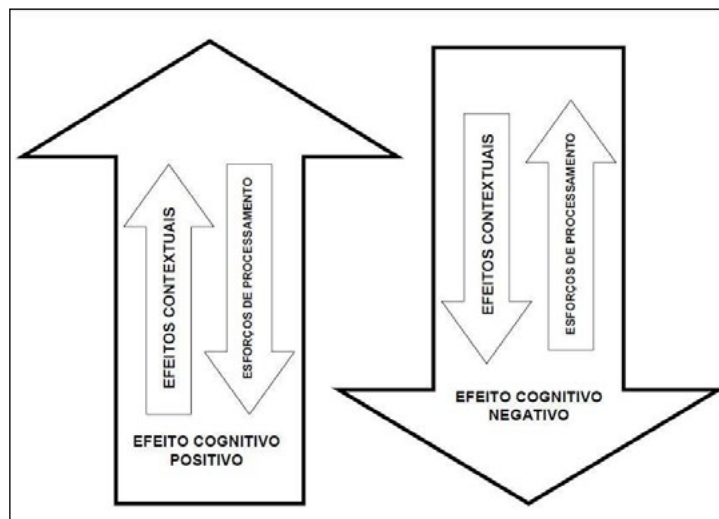 EFEITOS CONTEXTUAIS
ESFORÇOS DE PROCESSAMENTO
EFEITO COGNITIVO
POSITIVO
EFEITOS CONTEXTUAIS
ESFORÇOS DE PROCESSAMENTO
EFEITO COGNITIVO
NEGATIVO